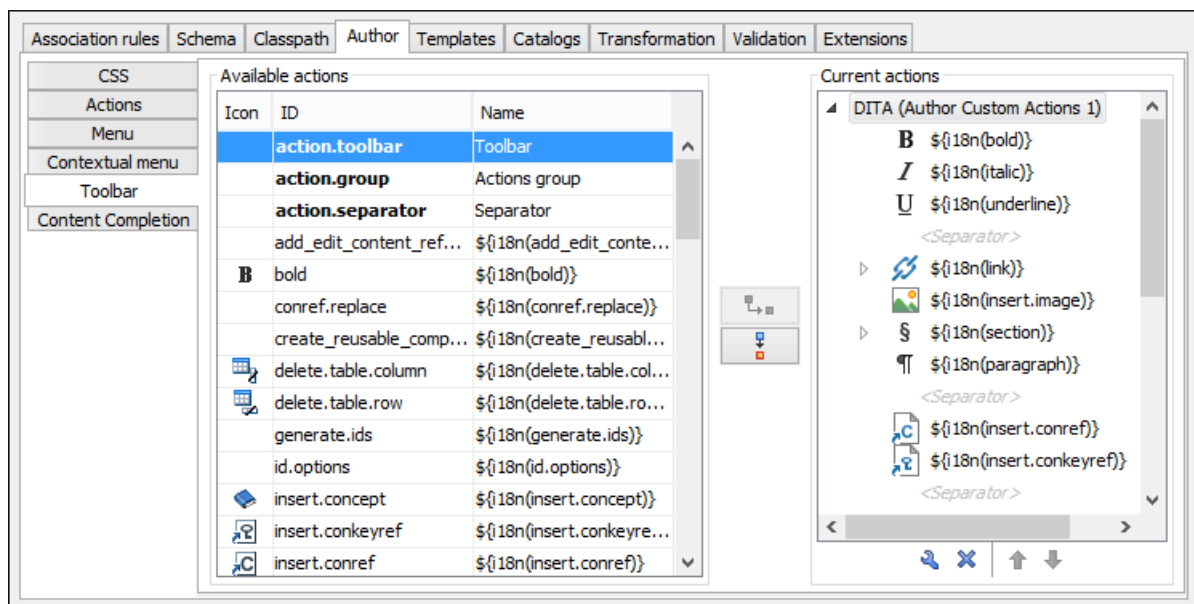 Association rules Schema Classpath Author Templates Catalogs Transformation Validation Extensions
CSS
Actions
Menu
Contextual menu
Toolbar
Content Completion
Available actions
Icon ID Name
action.toolbar Toolbar
action.group Actions group
action.separator Separator
add_edit_content_ref... ${i18n(add_edit_conte...
B bold ${i18n(bold)}
conref.replace ${i18n(conref.replace)}
create_reusable_comp... ${i18n(create_reusabl...
delete.table.column ${i18n(delete.table.col...
delete.table.row ${i18n(delete.table.ro...
generate.ids ${i18n(generate.ids)}
id.options ${i18n(id.options)}
insert.concept ${i18n(insert.concept)}
insert.conkeyref ${i18n(insert.conkeyre...
C insert.conref ${i18n(insert.conref)}
Current actions
DITA (Author Custom Actions 1)
B ${i18n(bold)}
I ${i18n(italic)}
U ${i18n(underline)}
<Separator>
${i18n(link)}
${i18n(insert.image)}
§ ${i18n(section)}
¶ ${i18n(paragraph)}
<Separator>
C ${i18n(insert.conref)}
${i18n(insert.conkeyref)}
<Separator>